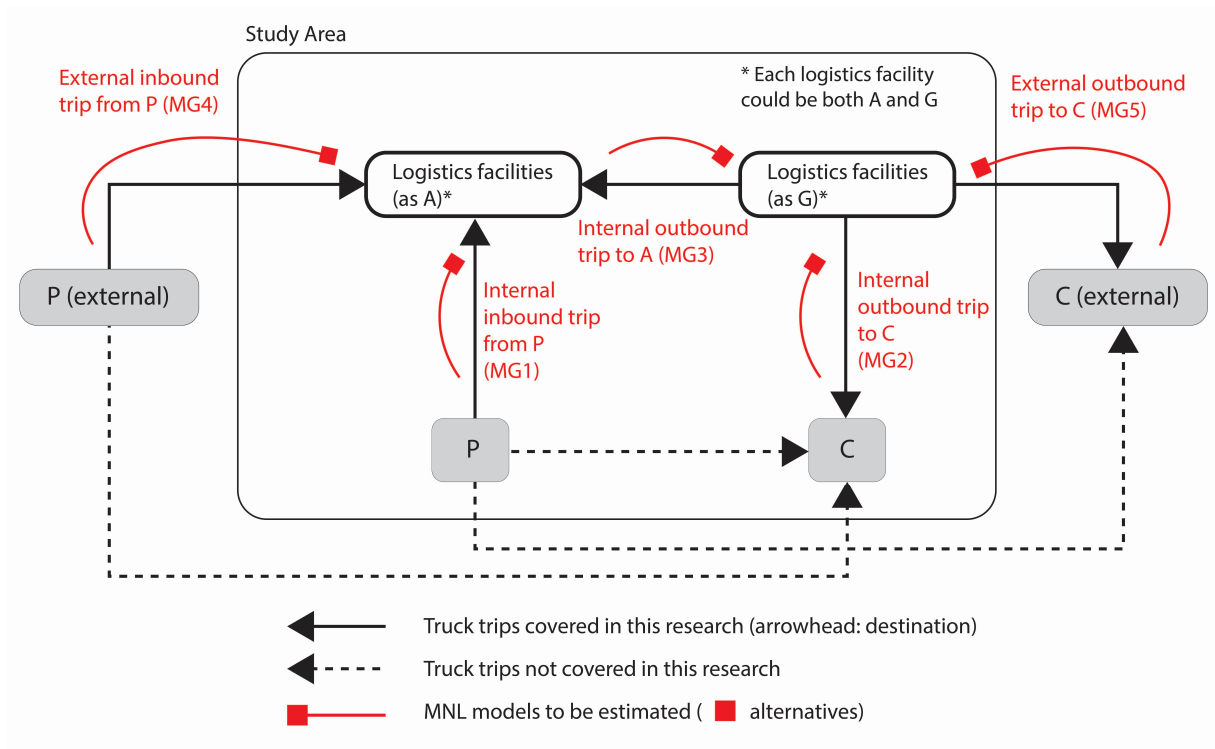 Study Area
External inbound
trip from P (MG4)
* Each logistics facility
could be both A and G
External outbound
trip to C (MG5)
Logistics facilities
(as A)*
Logistics facilities
(as G)*
Internal outbound
trip to A (MG3)
P (external)
Internal
inbound trip
from P
(MG1)
Internal
outbound trip
to C
(MG2)
C (external)
P
C
Truck trips covered in this research (arrowhead: destination)
Truck trips not covered in this research
MNL models to be estimated ( alternatives)